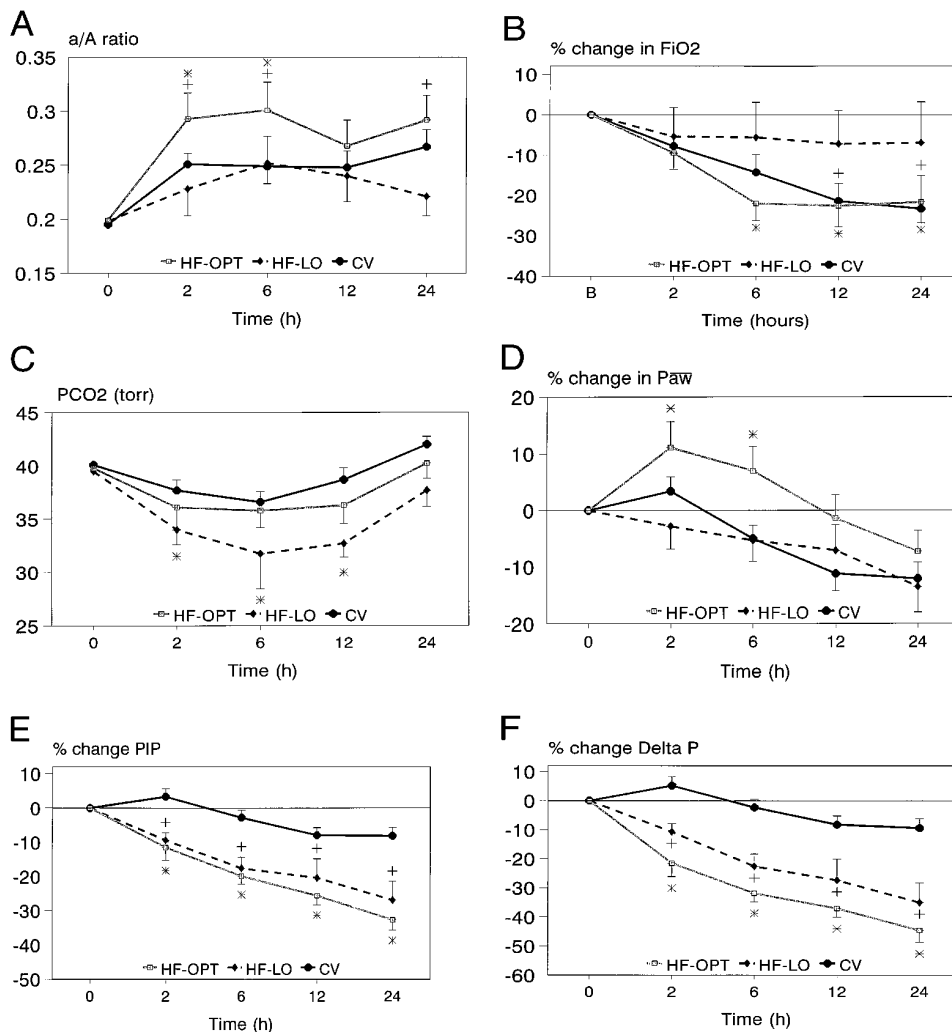 A
a/A ratio
0.35
0.3
0.25
0.2
0.15
* * +
+ +
HF-OPT HF-LO CV
0 2 6 12 24
Time (h)
B
% change in FiO2
10
0
-10
-20
-30
-40
+ +
* * *
HF-OPT HF-LO CV
B 2 6 12 24
Time (hours)
C
PCO2 (torr)
45
40
35
30
25
* * *
HF-OPT HF-LO CV
0 2 6 12 24
Time (h)
D
% change in Paw
20
10
0
-10
-20
* *
HF-OPT HF-LO CV
0 2 6 12 24
Time (h)
E
% change PIP
10
0
-10
-20
-30
-40
-50
+ + + +
* * * *
HF-OPT HF-LO CV
0 2 6 12 24
Time (h)
F
% change Delta P
10
0
-10
-20
-30
-40
-50
-60
+ + + +
* * * *
HF-OPT HF-LO CV
0 2 6 12 24
Time (h)